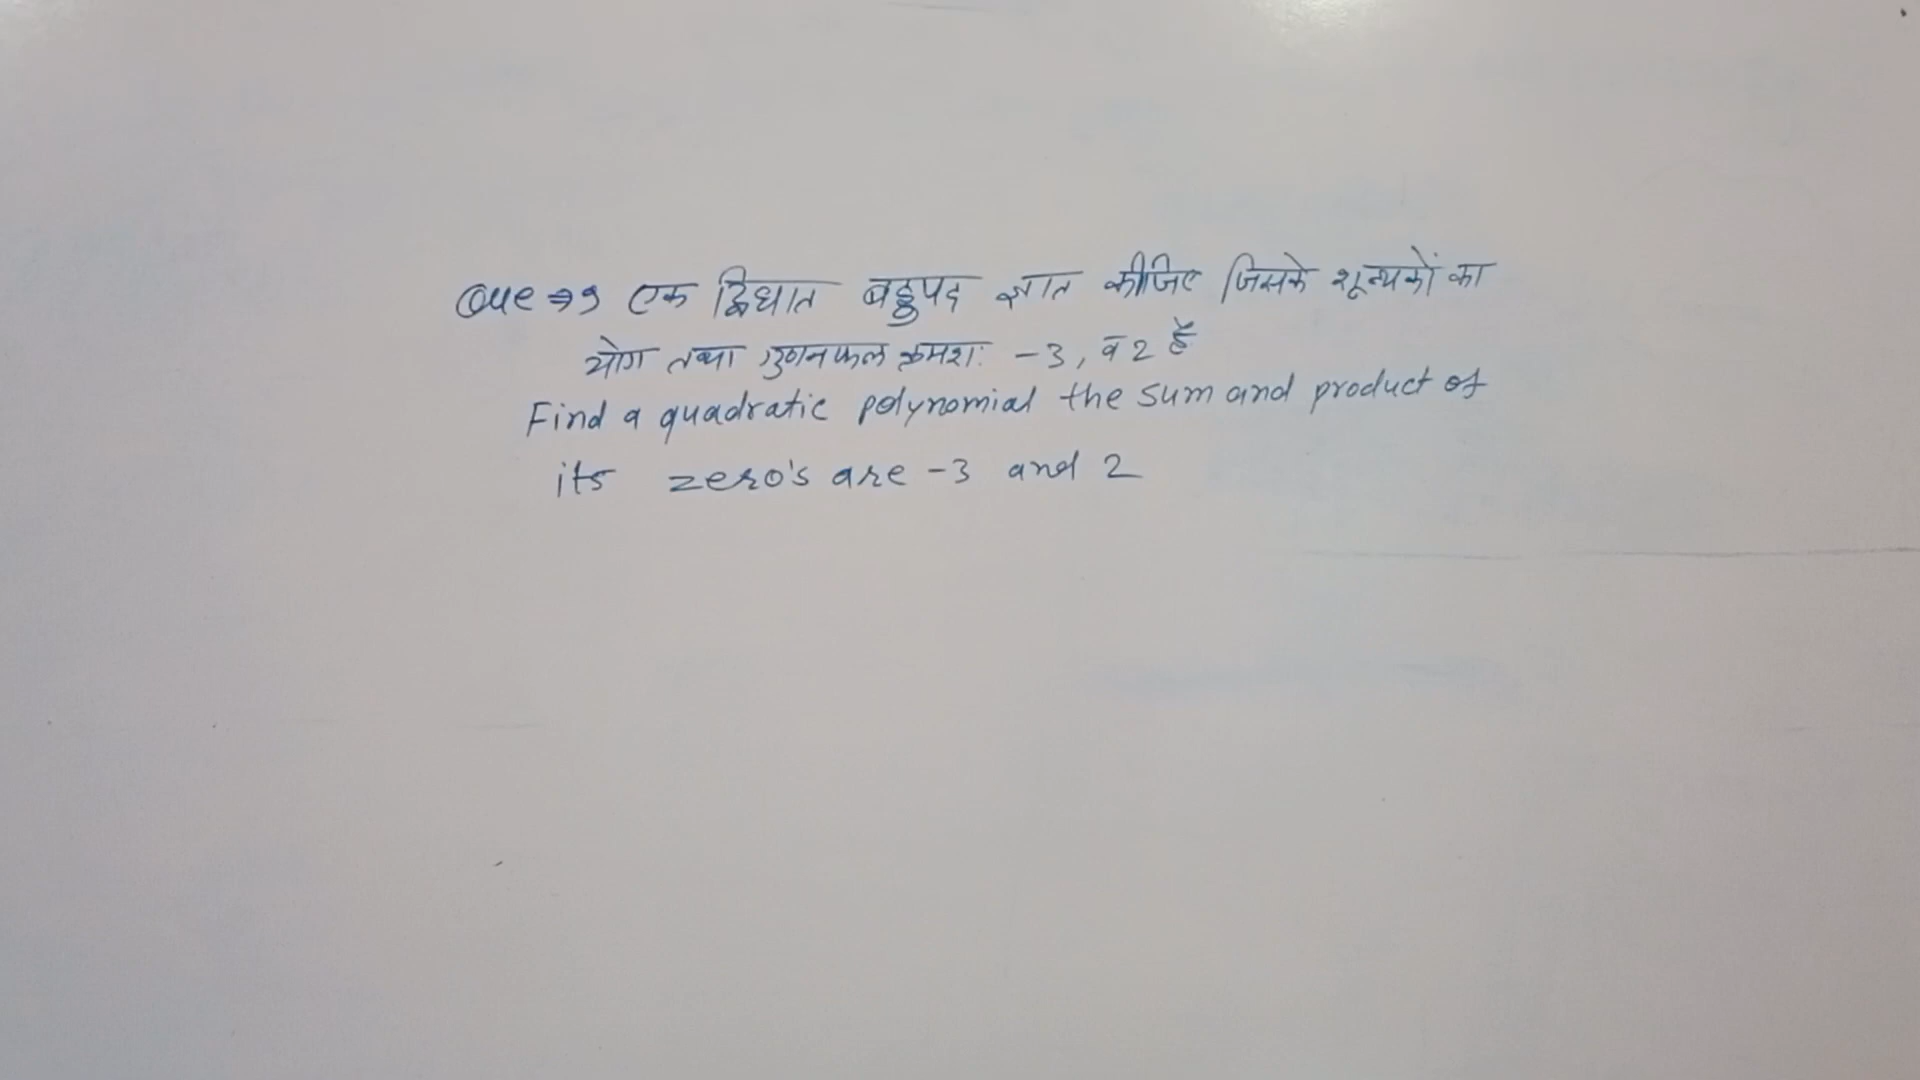 Que ⇒ 9 एक द्विघात बहुपद ज्ञात कीजिए जिसके शून्यकों का
योग तथा गुणनफल क्रमशः -3, व 2 है
Find a quadratic polynomial the sum and product of
its zero's are -3 and 2